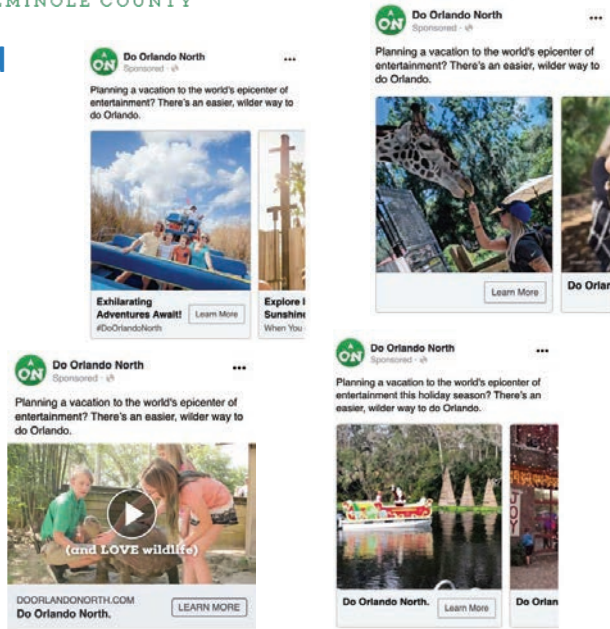 EMINOLE COUNTY
ON
Do Orlando North
Sponsored
Planning a vacation to the world's epicenter of
entertainment? There's an easier, wilder way to
do Orlando.
Exhilarating
Adventures Await!
#DoOrlandoNorth
Learn More
Explore
Sunshine
When You
ON
Do Orlando North
Sponsored
Planning a vacation to the world's epicenter of
entertainment? There's an easier, wilder way to
do Orlando.
Learn More
Do Orlan
ON
Do Orlando North
Sponsored
Planning a vacation to the world's epicenter of
entertainment? There's an easier, wilder way to
do Orlando.
(and LOVE wildlife)
DOORLANDONORTH.COM
Do Orlando North.
LEARN MORE
ON
Do Orlando North
Sponsored
Planning a vacation to the world's epicenter of
entertainment this holiday season? There's an
easier, wilder way to do Orlando.
JOY
Do Orlando North.
Learn More
Do Orlan